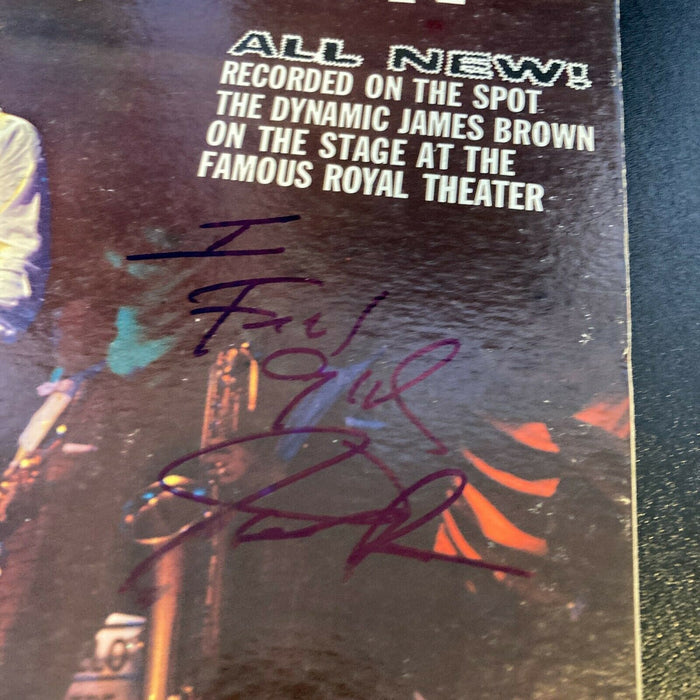 ALL NEW!
RECORDED ON THE SPOT
THE DYNAMIC JAMES BROWN
ON THE STAGE AT THE
FAMOUS ROYAL THEATER
I
Feel